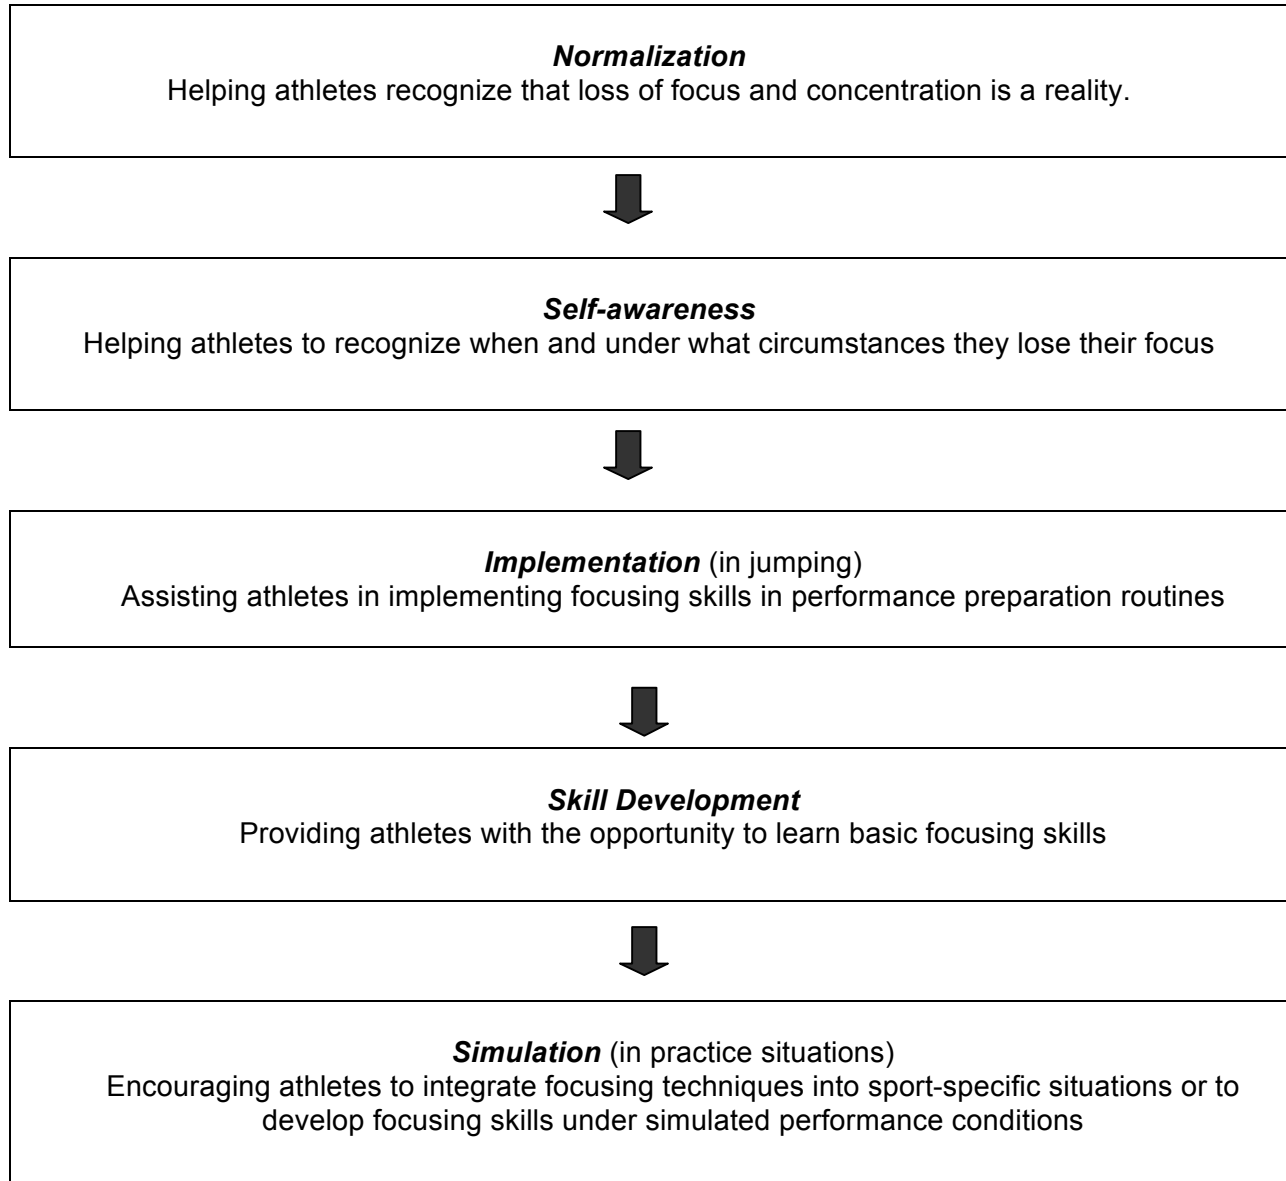 Normalization
Helping athletes recognize that loss of focus and concentration is a reality.
Self-awareness
Helping athletes to recognize when and under what circumstances they lose their focus
Implementation (in jumping)
Assisting athletes in implementing focusing skills in performance preparation routines
Skill Development
Providing athletes with the opportunity to learn basic focusing skills
Simulation (in practice situations)
Encouraging athletes to integrate focusing techniques into sport-specific situations or to
develop focusing skills under simulated performance conditions